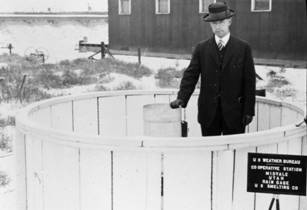 U S WEATHER BUREAU
CO-OPERATIVE STATION
MIDVALE
UTAH
RAIN GAGE
U S SMELTING CO